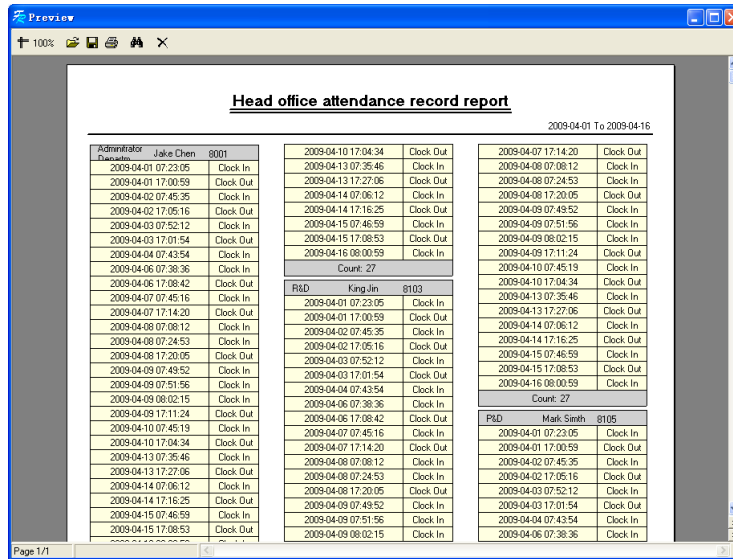 Preview
100%
Head office attendance record report
2009-04-01 To 2009-04-16
Adminitrator
Departm Jake Chen 8001
2009-04-01 07:23:05 Clock In
2009-04-01 17:00:59 Clock Out
2009-04-02 07:45:35 Clock In
2009-04-02 17:05:16 Clock Out
2009-04-03 07:52:12 Clock In
2009-04-03 17:01:54 Clock Out
2009-04-04 07:43:54 Clock In
2009-04-06 07:38:36 Clock In
2009-04-06 17:08:42 Clock Out
2009-04-07 07:45:16 Clock In
2009-04-07 17:14:20 Clock Out
2009-04-08 07:08:12 Clock In
2009-04-08 07:24:53 Clock In
2009-04-08 17:20:05 Clock Out
2009-04-09 07:49:52 Clock In
2009-04-09 07:51:56 Clock In
2009-04-09 08:02:15 Clock In
2009-04-09 17:11:24 Clock Out
2009-04-10 07:45:19 Clock In
2009-04-10 17:04:34 Clock Out
2009-04-13 07:35:46 Clock In
2009-04-13 17:27:06 Clock Out
2009-04-14 07:06:12 Clock In
2009-04-14 17:16:25 Clock Out
2009-04-15 07:46:59 Clock In
2009-04-15 17:08:53 Clock Out
2009-04-10 17:04:34 Clock Out
2009-04-13 07:35:46 Clock In
2009-04-13 17:27:06 Clock Out
2009-04-14 07:06:12 Clock In
2009-04-14 17:16:25 Clock Out
2009-04-15 07:46:59 Clock In
2009-04-15 17:08:53 Clock Out
2009-04-16 08:00:59 Clock In
Count: 27
R&D King Jin 8103
2009-04-01 07:23:05 Clock In
2009-04-01 17:00:59 Clock Out
2009-04-02 07:45:35 Clock In
2009-04-02 17:05:16 Clock Out
2009-04-03 07:52:12 Clock In
2009-04-03 17:01:54 Clock Out
2009-04-04 07:43:54 Clock In
2009-04-06 07:38:36 Clock In
2009-04-06 17:08:42 Clock Out
2009-04-07 07:45:16 Clock In
2009-04-07 17:14:20 Clock Out
2009-04-08 07:08:12 Clock In
2009-04-08 07:24:53 Clock In
2009-04-08 17:20:05 Clock Out
2009-04-09 07:49:52 Clock In
2009-04-09 07:51:56 Clock In
2009-04-09 08:02:15 Clock In
2009-04-07 17:14:20 Clock Out
2009-04-08 07:08:12 Clock In
2009-04-08 07:24:53 Clock In
2009-04-08 17:20:05 Clock Out
2009-04-09 07:49:52 Clock In
2009-04-09 07:51:56 Clock In
2009-04-09 08:02:15 Clock In
2009-04-09 17:11:24 Clock Out
2009-04-10 07:45:19 Clock In
2009-04-10 17:04:34 Clock Out
2009-04-13 07:35:46 Clock In
2009-04-13 17:27:06 Clock Out
2009-04-14 07:06:12 Clock In
2009-04-14 17:16:25 Clock Out
2009-04-15 07:46:59 Clock In
2009-04-15 17:08:53 Clock Out
2009-04-16 08:00:59 Clock In
Count: 27
P&D Mark Simth 8105
2009-04-01 07:23:05 Clock In
2009-04-01 17:00:59 Clock Out
2009-04-02 07:45:35 Clock In
2009-04-02 17:05:16 Clock Out
2009-04-03 07:52:12 Clock In
2009-04-03 17:01:54 Clock Out
2009-04-04 07:43:54 Clock In
2009-04-06 07:38:36 Clock In
Page 1/1